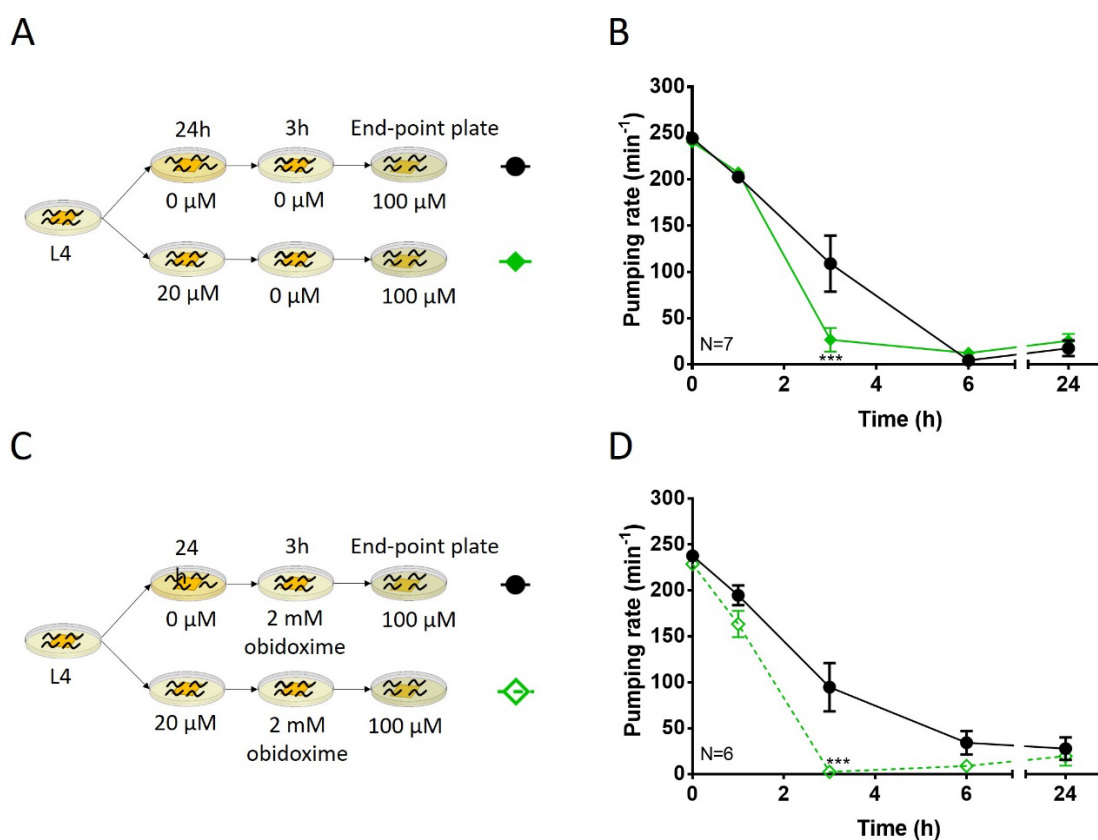 A
24h
3h
End-point plate
0 µM
0 µM
100 µM
L4
20 µM
0 µM
100 µM
B
Pumping rate (min⁻¹)
300
250
200
150
100
50
0
N=7
***
0
2
4
6
24
Time (h)
C
24
h
3h
End-point plate
0 µM
2 mM
obidoxime
100 µM
L4
20 µM
2 mM
obidoxime
100 µM
D
Pumping rate (min⁻¹)
300
250
200
150
100
50
0
N=6
***
0
2
4
6
24
Time (h)